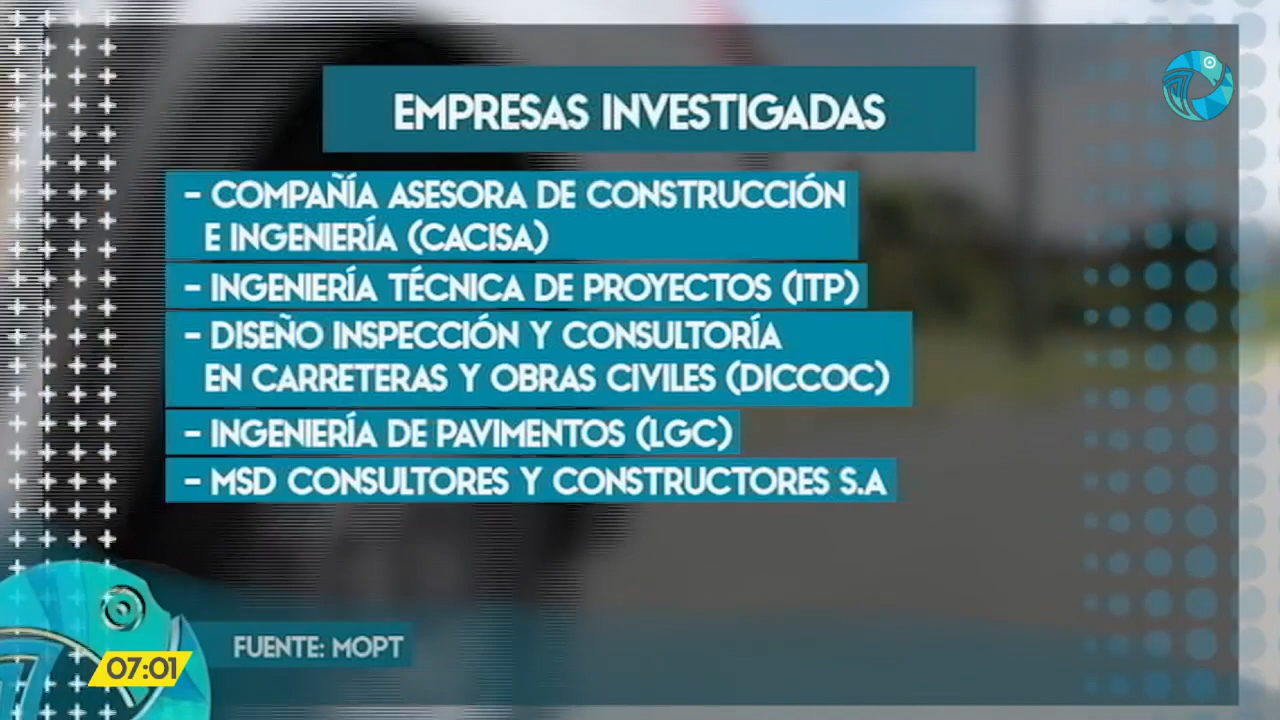 EMPRESAS INVESTIGADAS
- COMPAÑÍA ASESORA DE CONSTRUCCIÓN
E INGENIERÍA (CACISA)
- INGENIERÍA TÉCNICA DE PROYECTOS (ITP)
- DISEÑO INSPECCIÓN Y CONSULTORÍA
EN CARRETERAS Y OBRAS CIVILES (DICCOC)
- INGENIERÍA DE PAVIMENTOS (LGC)
- MSD CONSULTORES Y CONSTRUCTORES S.A
FUENTE: MOPT
07:01